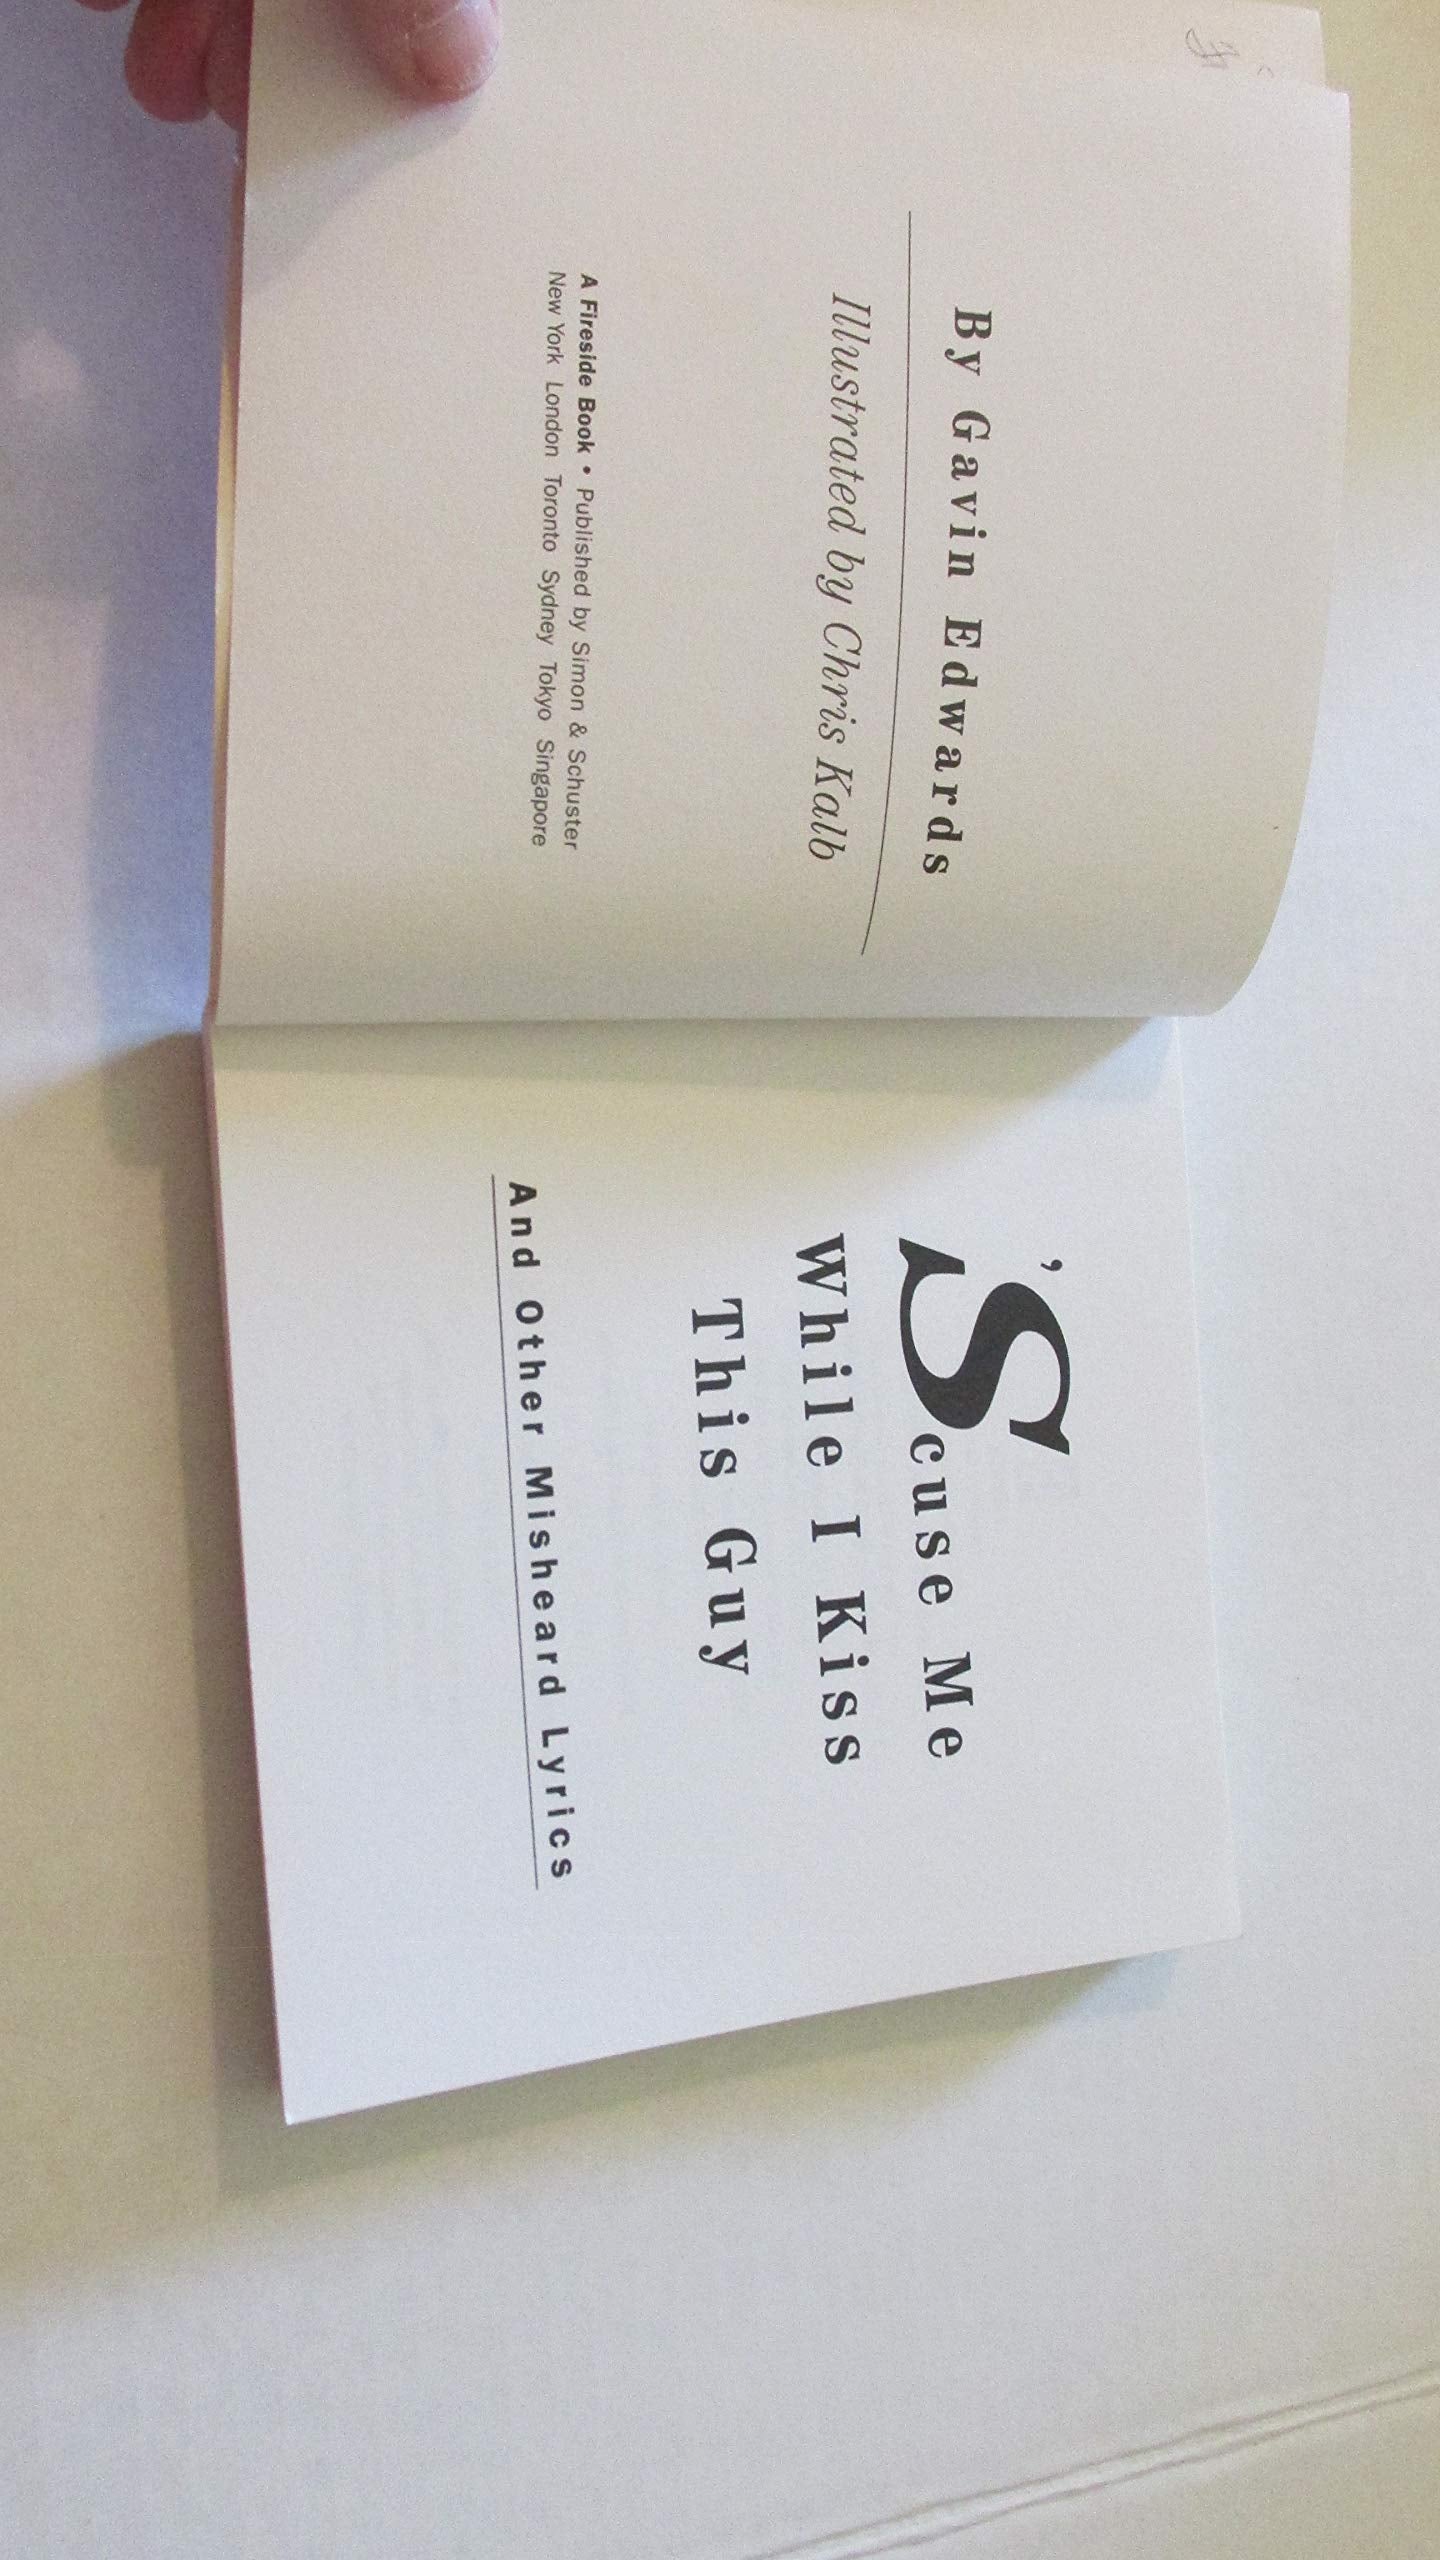 By Gavin Edwards
Illustrated by Chris Kalb
A Fireside Book • Published by Simon & Schuster
New York London Toronto Sydney Tokyo Singapore
’Scuse Me
While I Kiss
This Guy
And Other Misheard Lyrics